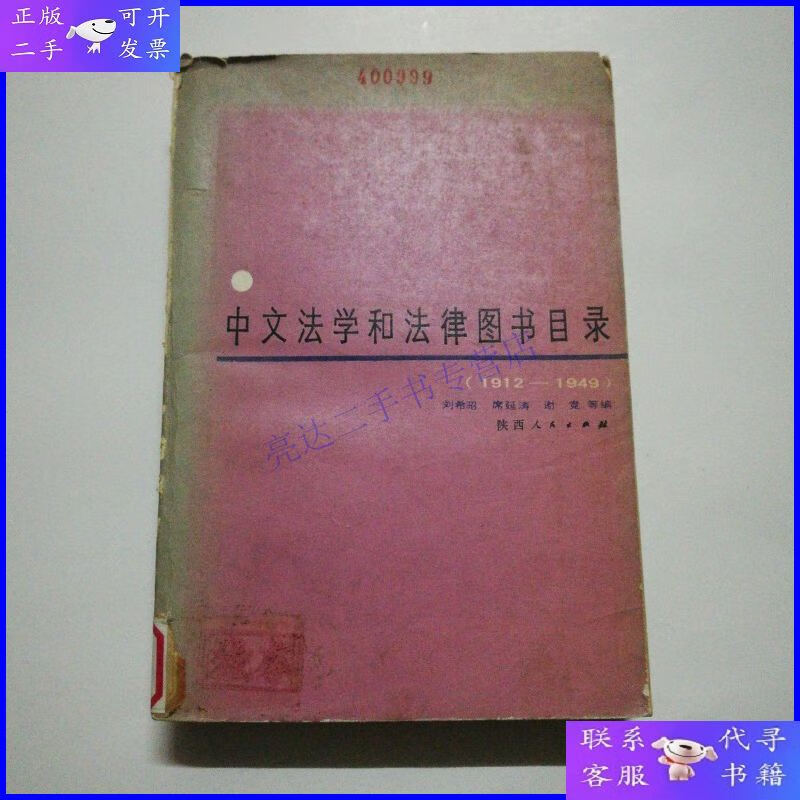 正版 可开
二手 发票
400999
中文法学和法律图书目录
（1912—1949）
刘希昭 席延涛 谢竞等编
陕西人民出版社
亮达二手书专营店
联系 代寻
客服 书籍